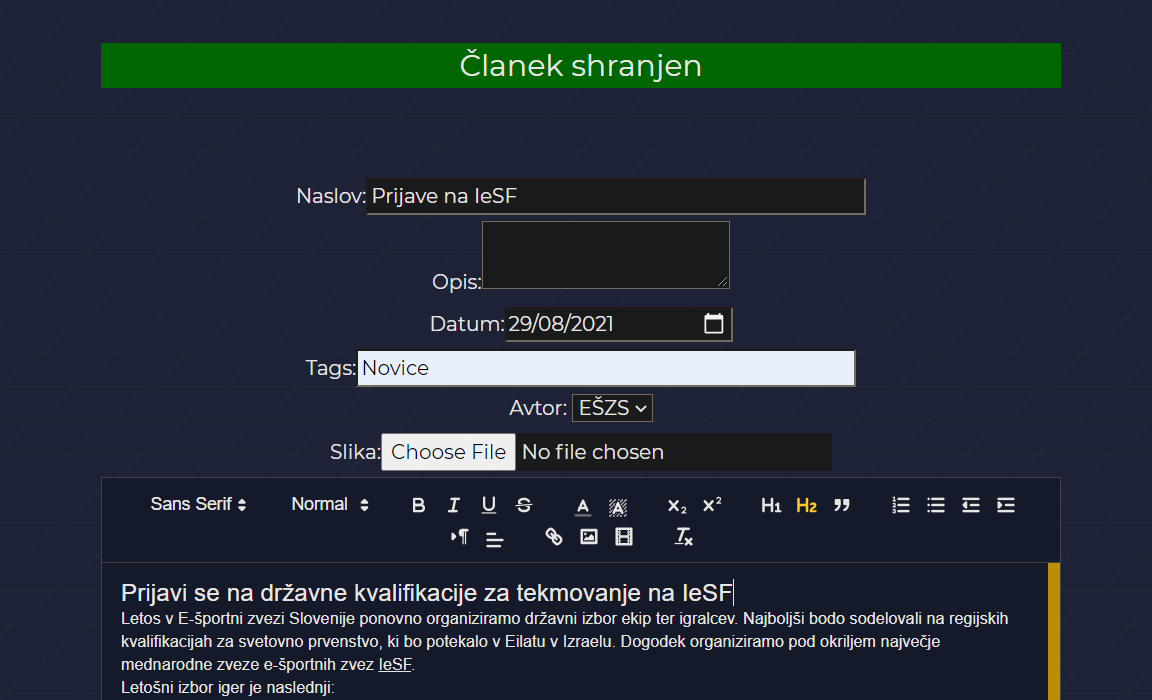 Članek shranjen
Naslov: Prijave na IeSF
Opis:
Datum: 29/08/2021
Tags: Novice
Avtor: EŠZS
Slika: Choose File No file chosen
Sans Serif Normal B I U S A A X₂ X² H₁ H₂ ”
Prijavi se na državne kvalifikacije za tekmovanje na IeSF
Letos v E-športni zvezi Slovenije ponovno organiziramo državni izbor ekip ter igralcev. Najboljši bodo sodelovali na regijskih
kvalifikacijah za svetovno prvenstvo, ki bo potekalo v Eilatu v Izraelu. Dogodek organiziramo pod okriljem največje
mednarodne zveze e-športnih zvez IeSF.
Letošni izbor iger je naslednji: